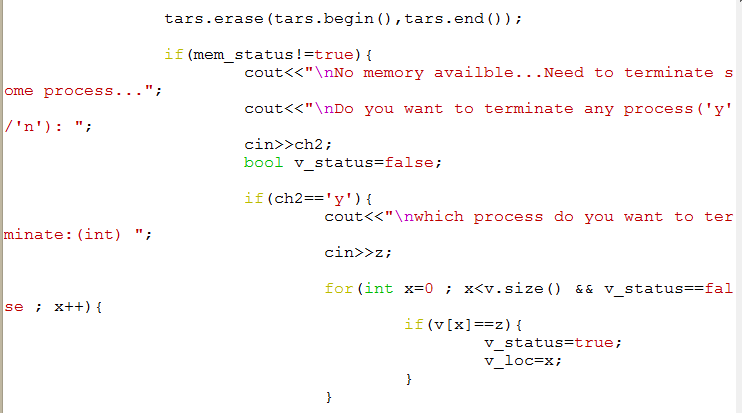 tars.erase(tars.begin(),tars.end());
if(mem_status!=true){
cout<<"\nNo memory availble...Need to terminate s
ome process...";
cout<<"\nDo you want to terminate any process('y'
/'n'): ";
cin>>ch2;
bool v_status=false;
if(ch2=='y'){
cout<<"\nwhich process do you want to ter
minate:(int) ";
cin>>z;
for(int x=0 ; x<v.size() && v_status==fal
se ; x++){
if(v[x]==z){
v_status=true;
v_loc=x;
}
}